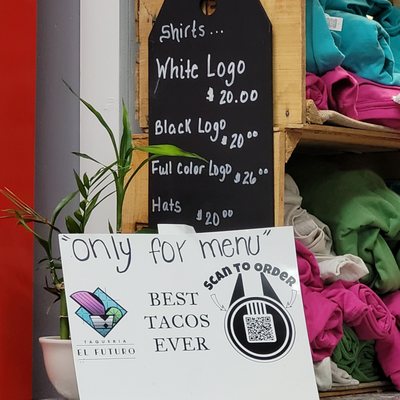 Shirts...
White Logo
$20.00
Black Logo
$20.00
Full Color Logo
$26.00
Hats
$20.00
"only for menu"
SCAN TO ORDER
BEST
TACOS
EVER
TAQUERIA
EL FUTURO